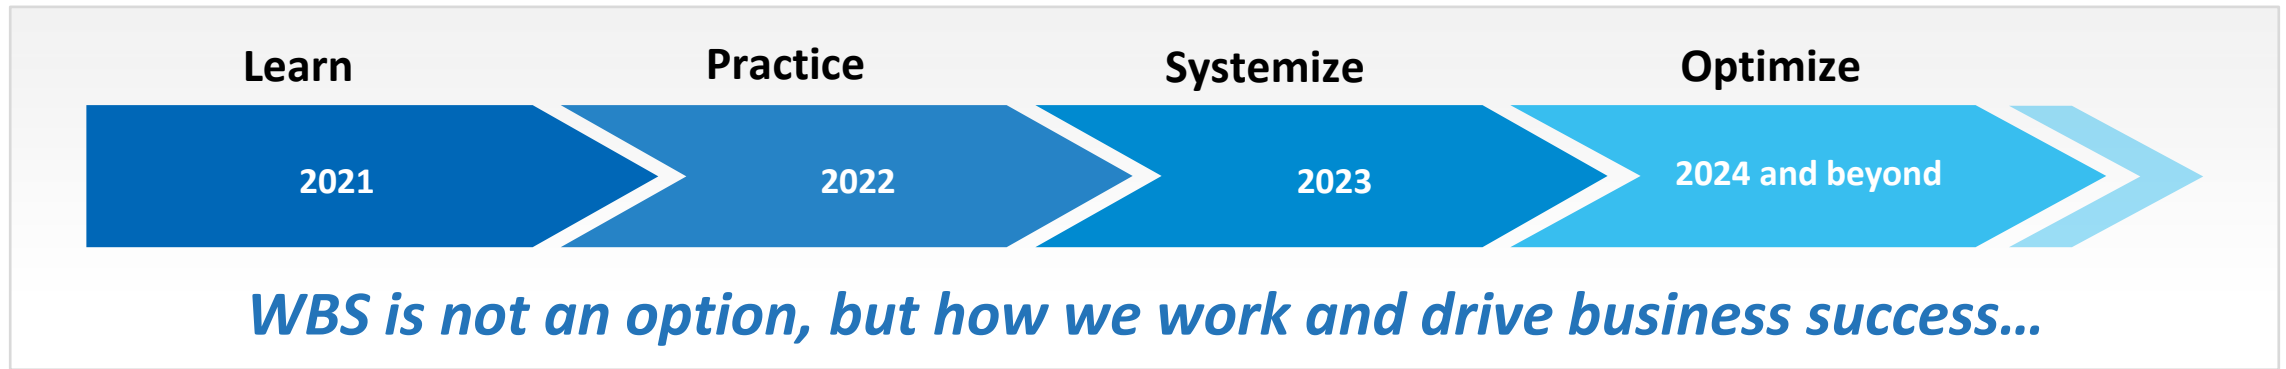 Learn
Practice
Systemize
Optimize
2021
2022
2023
2024 and beyond
WBS is not an option, but how we work and drive business success…